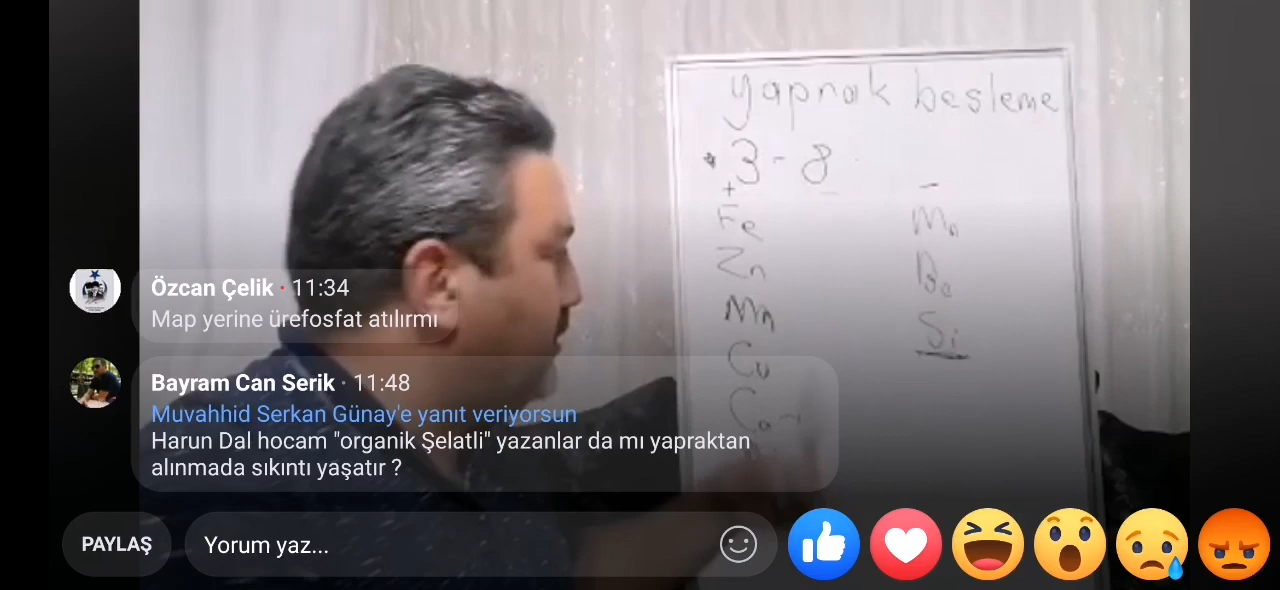 yaprak besleme
3 - 8
+
-
Fe
Zn
Mn
Cu
Ca
Si
Özcan Çelik · 11:34
Map yerine ürefosfat atılırmı
Bayram Can Serik · 11:48
Muvahhid Serkan Günay'e yanıt veriyorsun
Harun Dal hocam "organik Şelatli" yazanlar da mı yapraktan
alınmada sıkıntı yaşatır ?
PAYLAŞ
Yorum yaz...